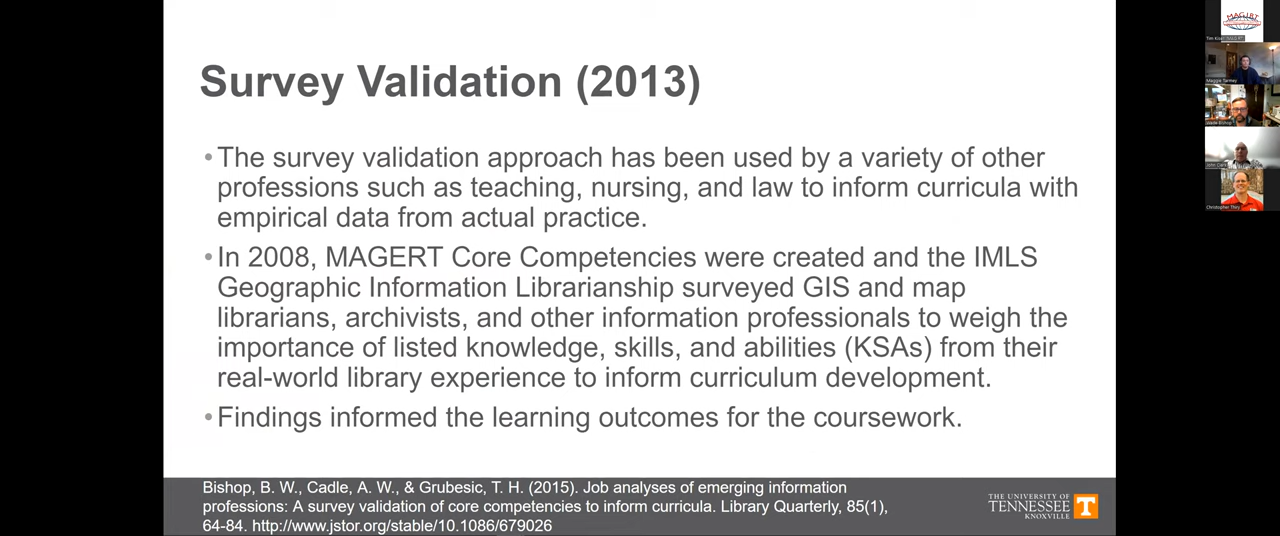 Survey Validation (2013)
•The survey validation approach has been used by a variety of other
professions such as teaching, nursing, and law to inform curricula with
empirical data from actual practice.
•In 2008, MAGERT Core Competencies were created and the IMLS
Geographic Information Librarianship surveyed GIS and map
librarians, archivists, and other information professionals to weigh the
importance of listed knowledge, skills, and abilities (KSAs) from their
real-world library experience to inform curriculum development.
•Findings informed the learning outcomes for the coursework.
Bishop, B. W., Cadle, A. W., & Grubesic, T. H. (2015). Job analyses of emerging information
professions: A survey validation of core competencies to inform curricula. Library Quarterly, 85(1),
64-84. http://www.jstor.org/stable/10.1086/679026
THE UNIVERSITY OF
TENNESSEE
KNOXVILLE
T
MAGIRT
Wade Bishop
Christopher Thiry